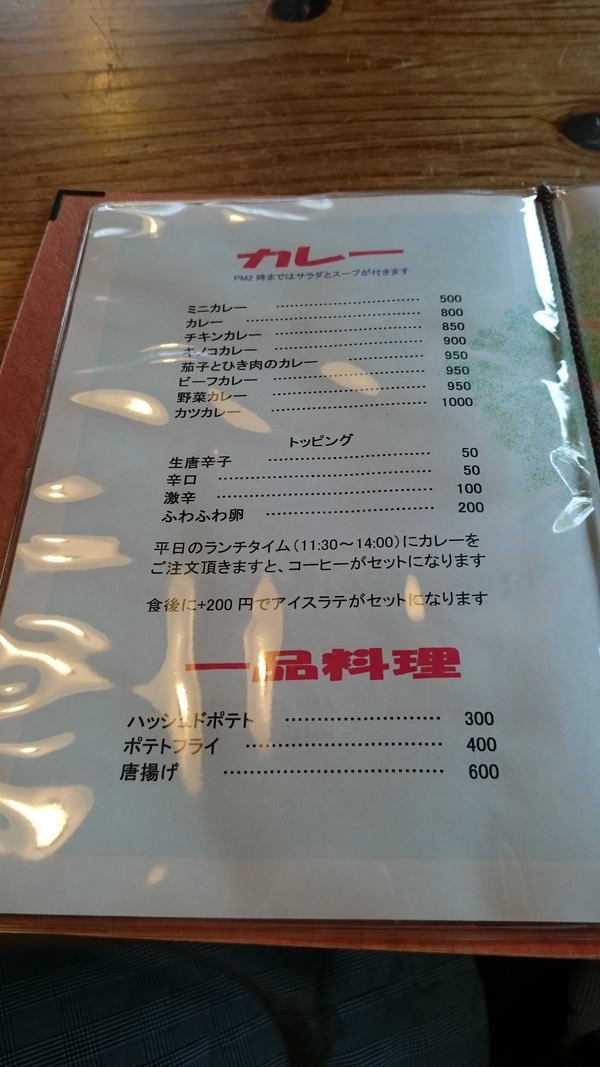 カレー
PM2 時まではサラダとスープが付きます
ミニカレー ………………………… 500
カレー ………………………… 800
チキンカレー ………………………… 850
キノコカレー ………………………… 900
茄子とひき肉のカレー ………… 950
ビーフカレー ………………………… 950
野菜カレー ………………………… 950
カツカレー ………………………… 1000
トッピング
生唐辛子 ………………………… 50
辛口 ………………………… 50
激辛 ………………………… 100
ふわふわ卵 ………………………… 200
平日のランチタイム(11:30~14:00)にカレーを
ご注文頂きますと、コーヒーがセットになります
食後に+200 円でアイスラテがセットになります
一品料理
ハッシュドポテト ………………… 300
ポテトフライ ………………………… 400
唐揚げ ………………………… 600